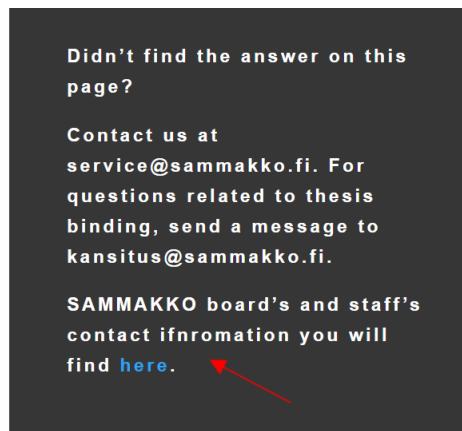 Didn’t find the answer on this
page?
Contact us at
service@sammakko.fi. For
questions related to thesis
binding, send a message to
kansitus@sammakko.fi.
SAMMAKKO board’s and staff’s
contact ifnromation you will
find here.